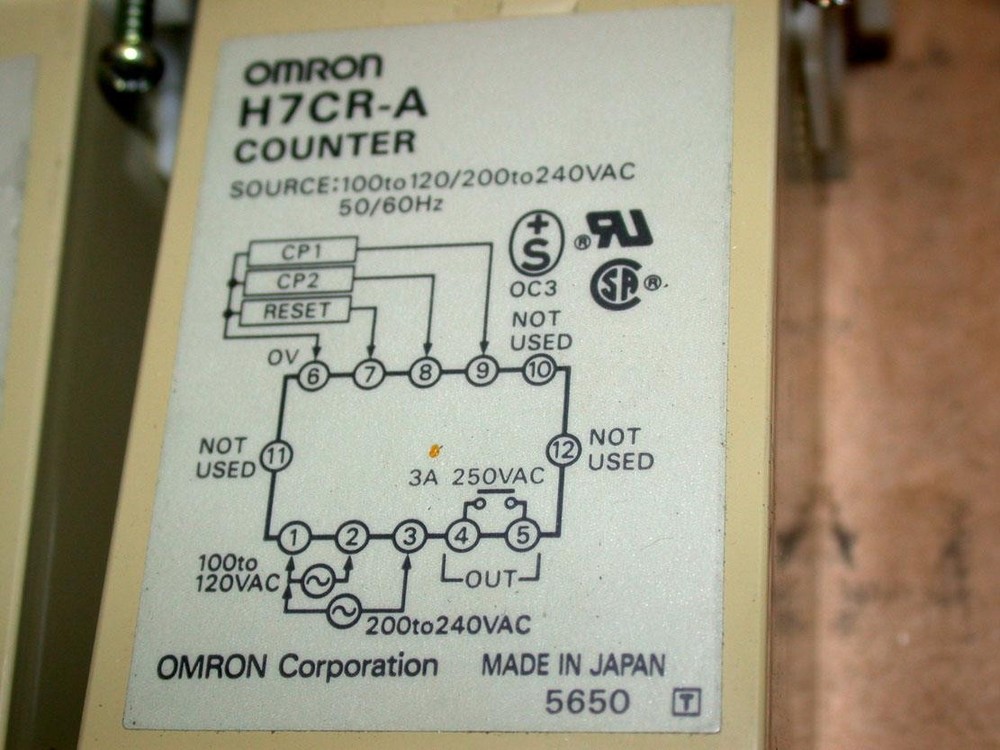 OMRON
H7CR-A
COUNTER
SOURCE:100to120/200to240VAC
50/60Hz
CP1
CP2
RESET
+
S
OC3
®
RU
SA ®
NOT
USED
0V
6 7 8 9 10
NOT
USED
11
12
NOT
USED
3A 250VAC
1 2 3 4 5
100to
120VAC
OUT
200to240VAC
OMRON Corporation MADE IN JAPAN
5650 T